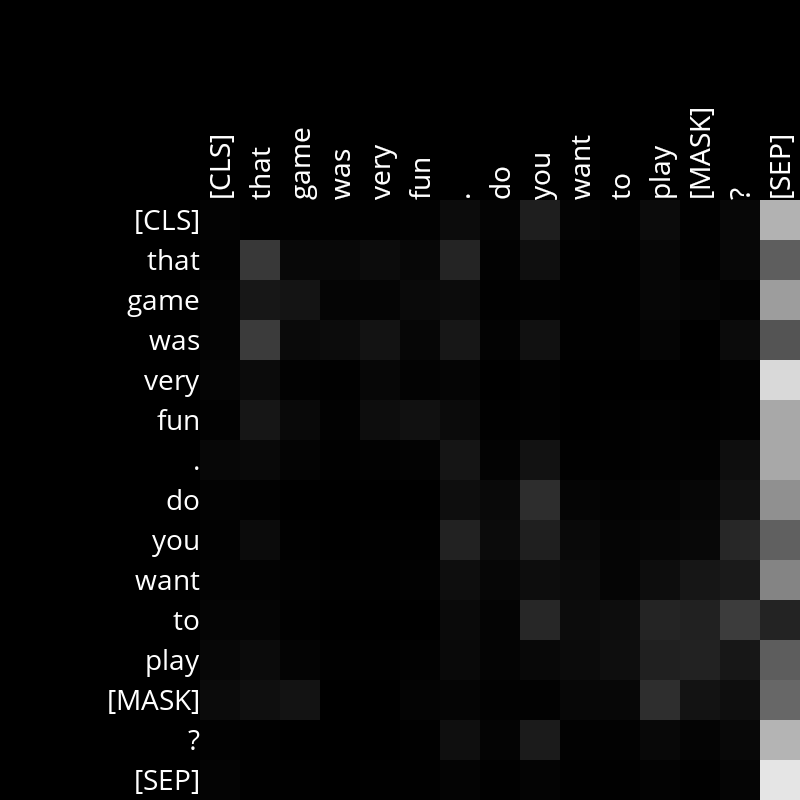 [CLS] that game was very fun . do you want to play [MASK] ? [SEP]
[CLS]
that
game
was
very
fun
.
do
you
want
to
play
[MASK]
?
[SEP]